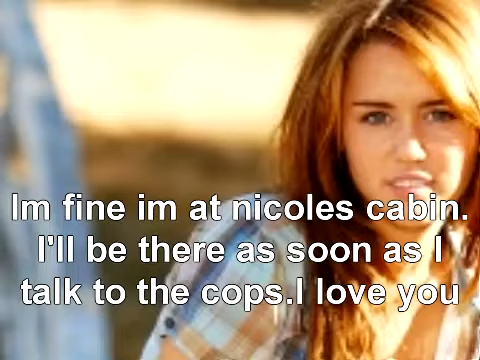 Im fine im at nicoles cabin.
I'll be there as soon as I
talk to the cops.I love you